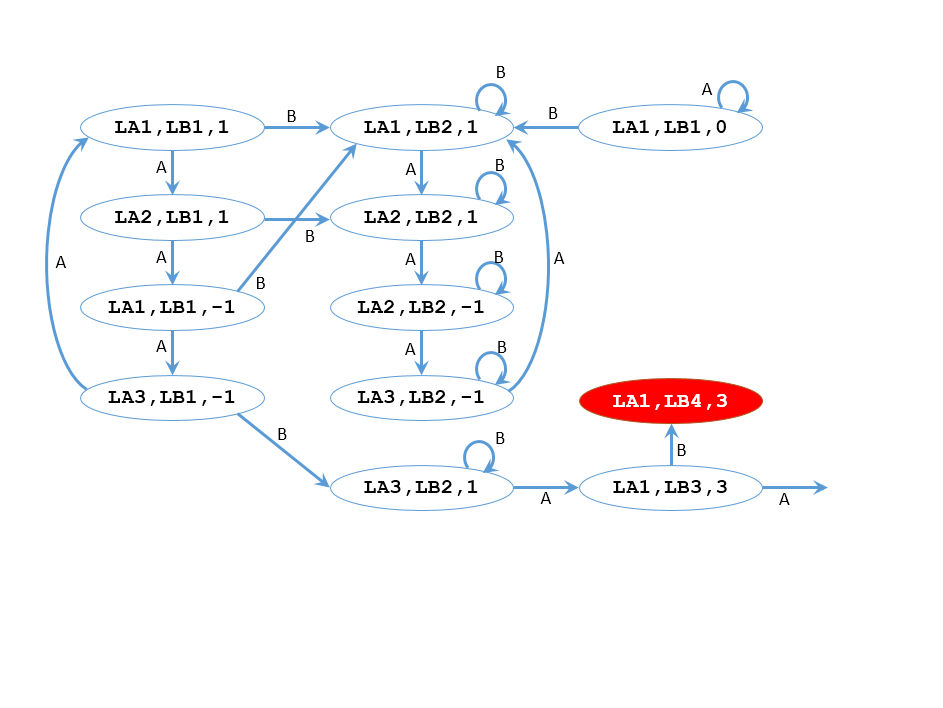 B
A
B
B
LA1,LB1,1
LA1,LB2,1
LA1,LB1,0
A
A
B
LA2,LB1,1
LA2,LB2,1
B
A
A
B
A
A
B
LA1,LB1,-1
LA2,LB2,-1
A
A
B
LA3,LB1,-1
LA3,LB2,-1
LA1,LB4,3
B
B
B
LA3,LB2,1
LA1,LB3,3
A
A